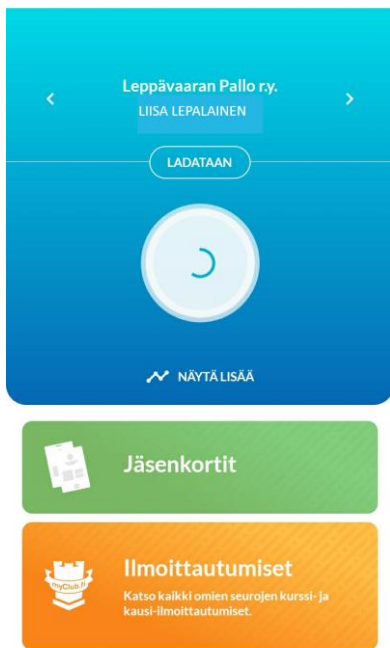 Leppävaaran Pallo r.y.
LIISA LEPALAINEN
LADATAAN
NÄYTÄ LISÄÄ
Jäsenkortit
myClub.fi
Ilmoittautumiset
Katso kaikki omien seurojen kurssi- ja
kausi-ilmoittautumiset.